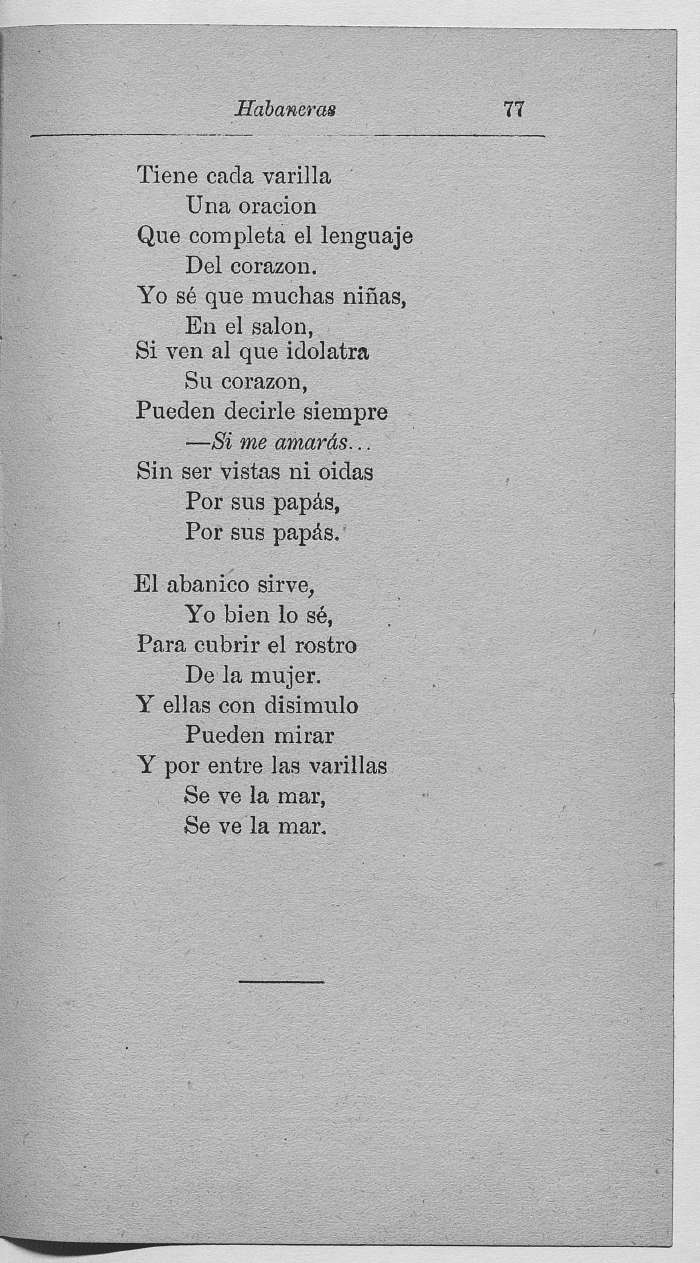 Habaneras 77
Tiene cada varilla
Una oracion
Que completa el lenguaje
Del corazon.
Yo sé que muchas niñas,
En el salon,
Si ven al que idolatra
Su corazon,
Pueden decirle siempre
—Si me amarás...
Sin ser vistas ni oidas
Por sus papás,
Por sus papás.
El abanico sirve,
Yo bien lo sé,
Para cubrir el rostro
De la mujer.
Y ellas con disimulo
Pueden mirar
Y por entre las varillas
Se ve la mar,
Se ve la mar.